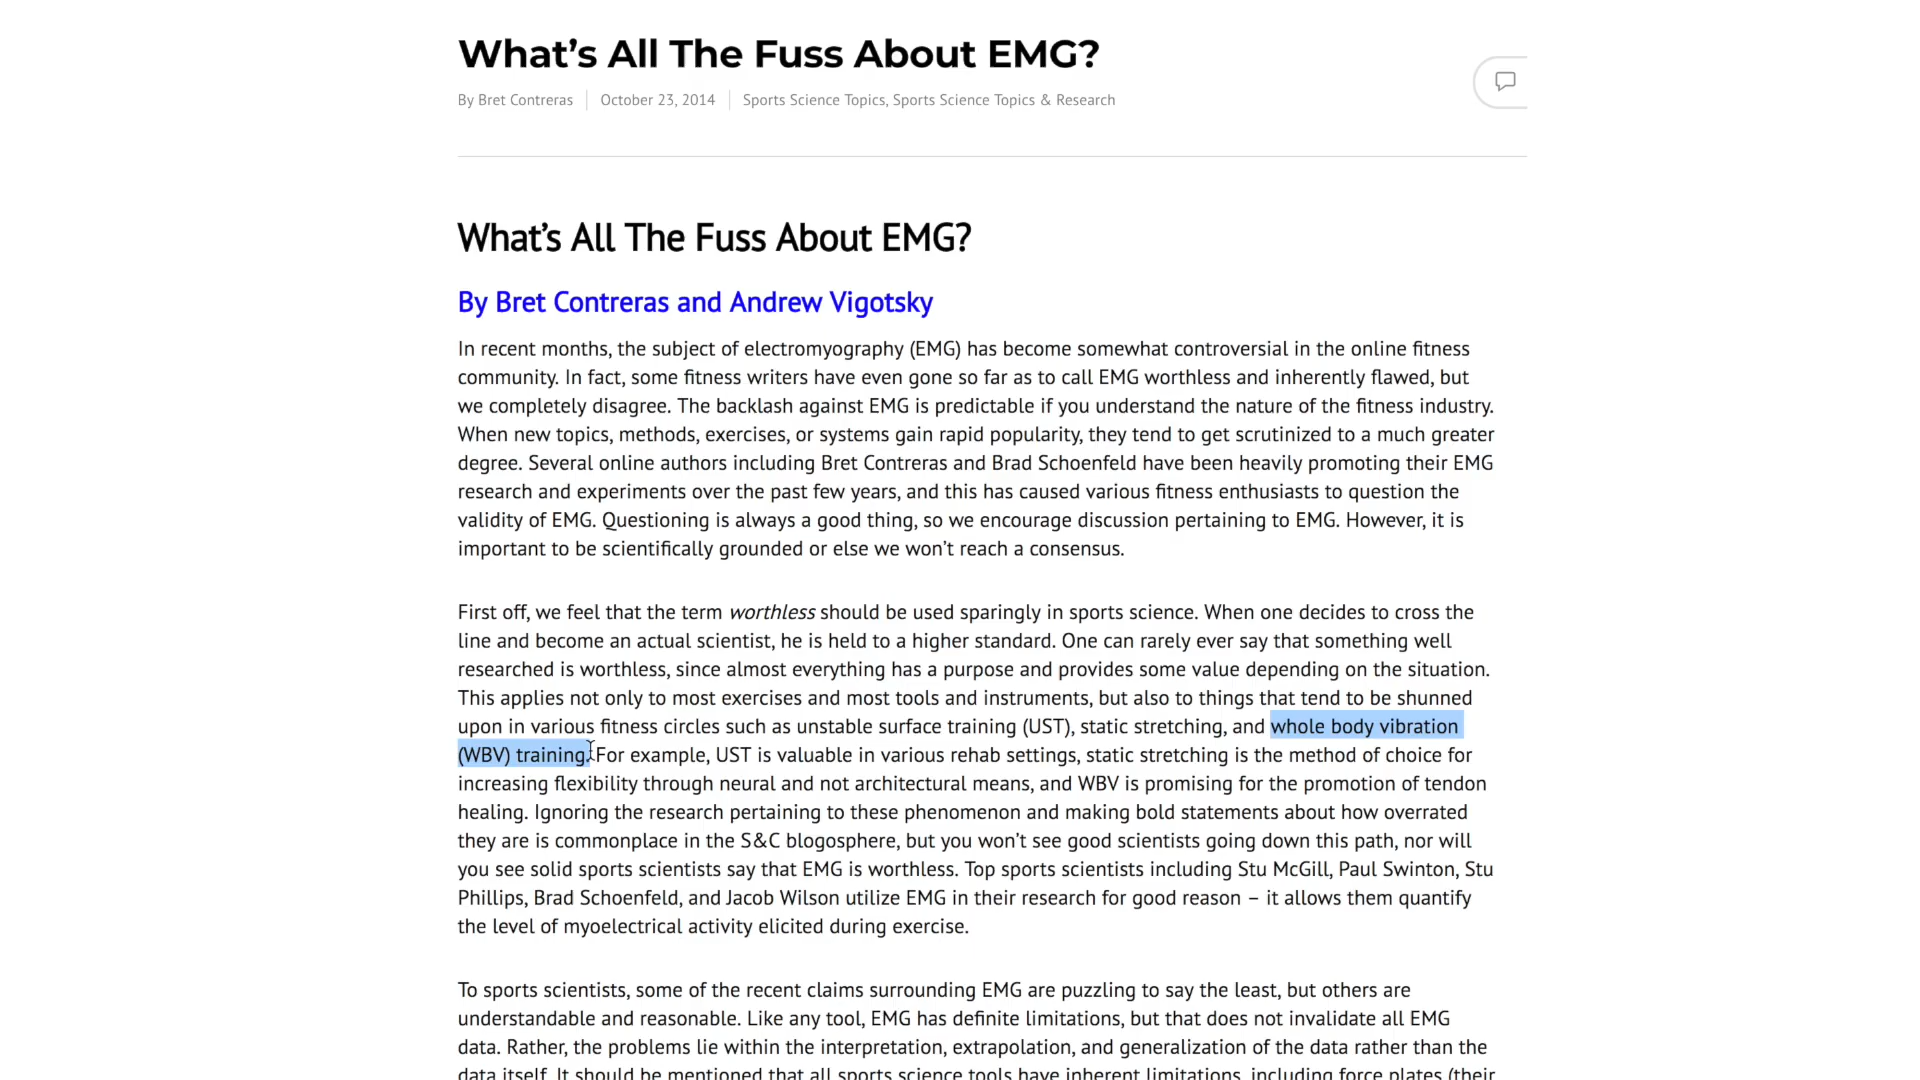 What's All The Fuss About EMG?
By Bret Contreras
October 23, 2014
Sports Science Topics, Sports Science Topics & Research
What's All The Fuss About EMG?
By Bret Contreras and Andrew Vigotsky
In recent months, the subject of electromyography (EMG) has become somewhat controversial in the online fitness
community. In fact, some fitness writers have even gone so far as to call EMG worthless and inherently flawed, but
we completely disagree. The backlash against EMG is predictable if you understand the nature of the fitness industry.
When new topics, methods, exercises, or systems gain rapid popularity, they tend to get scrutinized to a much greater
degree. Several online authors including Bret Contreras and Brad Schoenfeld have been heavily promoting their EMG
research and experiments over the past few years, and this has caused various fitness enthusiasts to question the
validity of EMG. Questioning is always a good thing, so we encourage discussion pertaining to EMG. However, it is
important to be scientifically grounded or else we won't reach a consensus.
First off, we feel that the term worthless should be used sparingly in sports science. When one decides to cross the
line and become an actual scientist, he is held to a higher standard. One can rarely ever say that something well
researched is worthless, since almost everything has a purpose and provides some value depending on the situation.
This applies not only to most exercises and most tools and instruments, but also to things that tend to be shunned
upon in various fitness circles such as unstable surface training (UST), static stretching, and whole body vibration
(WBV) training. For example, UST is valuable in various rehab settings, static stretching is the method of choice for
increasing flexibility through neural and not architectural means, and WBV is promising for the promotion of tendon
healing. Ignoring the research pertaining to these phenomenon and making bold statements about how overrated
they are is commonplace in the S&C blogosphere, but you won't see good scientists going down this path, nor will
you see solid sports scientists say that EMG is worthless. Top sports scientists including Stu McGill, Paul Swinton, Stu
Phillips, Brad Schoenfeld, and Jacob Wilson utilize EMG in their research for good reason – it allows them quantify
the level of myoelectrical activity elicited during exercise.
To sports scientists, some of the recent claims surrounding EMG are puzzling to say the least, but others are
understandable and reasonable. Like any tool, EMG has definite limitations, but that does not invalidate all EMG
data. Rather, the problems lie within the interpretation, extrapolation, and generalization of the data rather than the
data itself. It should be mentioned that all sports science tools have inherent limitations, including force plates (their